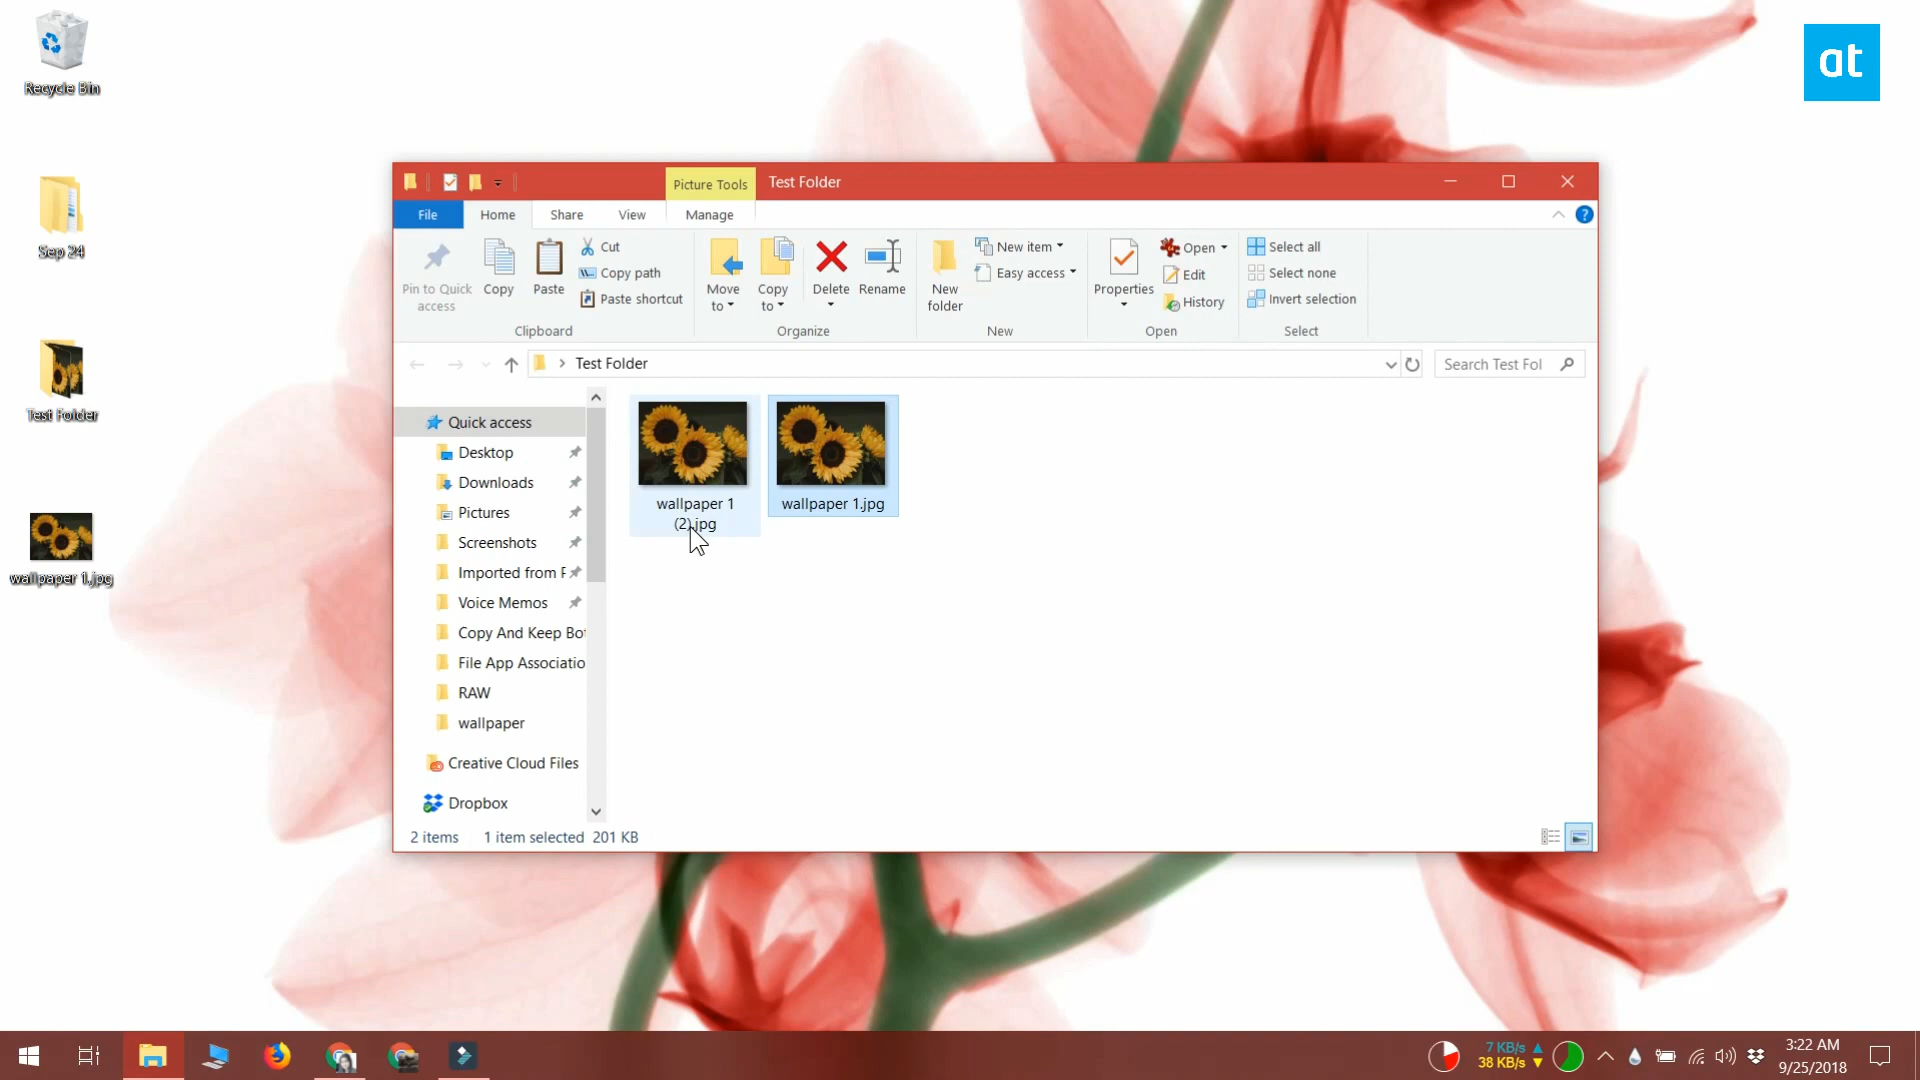 Recycle Bin
Sep 24
Test Folder
wallpaper 1.jpg
at
Picture Tools
Test Folder
File
Home
Share
View
Manage
?
Pin to Quick
access
Copy
Paste
Cut
Copy path
Paste shortcut
Clipboard
Move
to
Copy
to
Delete
Rename
Organize
New
folder
New item
Easy access
New
Properties
Open
Edit
History
Open
Select all
Select none
Invert selection
Select
Test Folder
Search Test Fol
Quick access
Desktop
Downloads
Pictures
Screenshots
Imported from F
Voice Memos
Copy And Keep Bot
File App Associatio
RAW
wallpaper
Creative Cloud Files
Dropbox
wallpaper 1
(2).jpg
wallpaper 1.jpg
2 items
1 item selected 201 KB
7 KB/s
38 KB/s
3:22 AM
9/25/2018